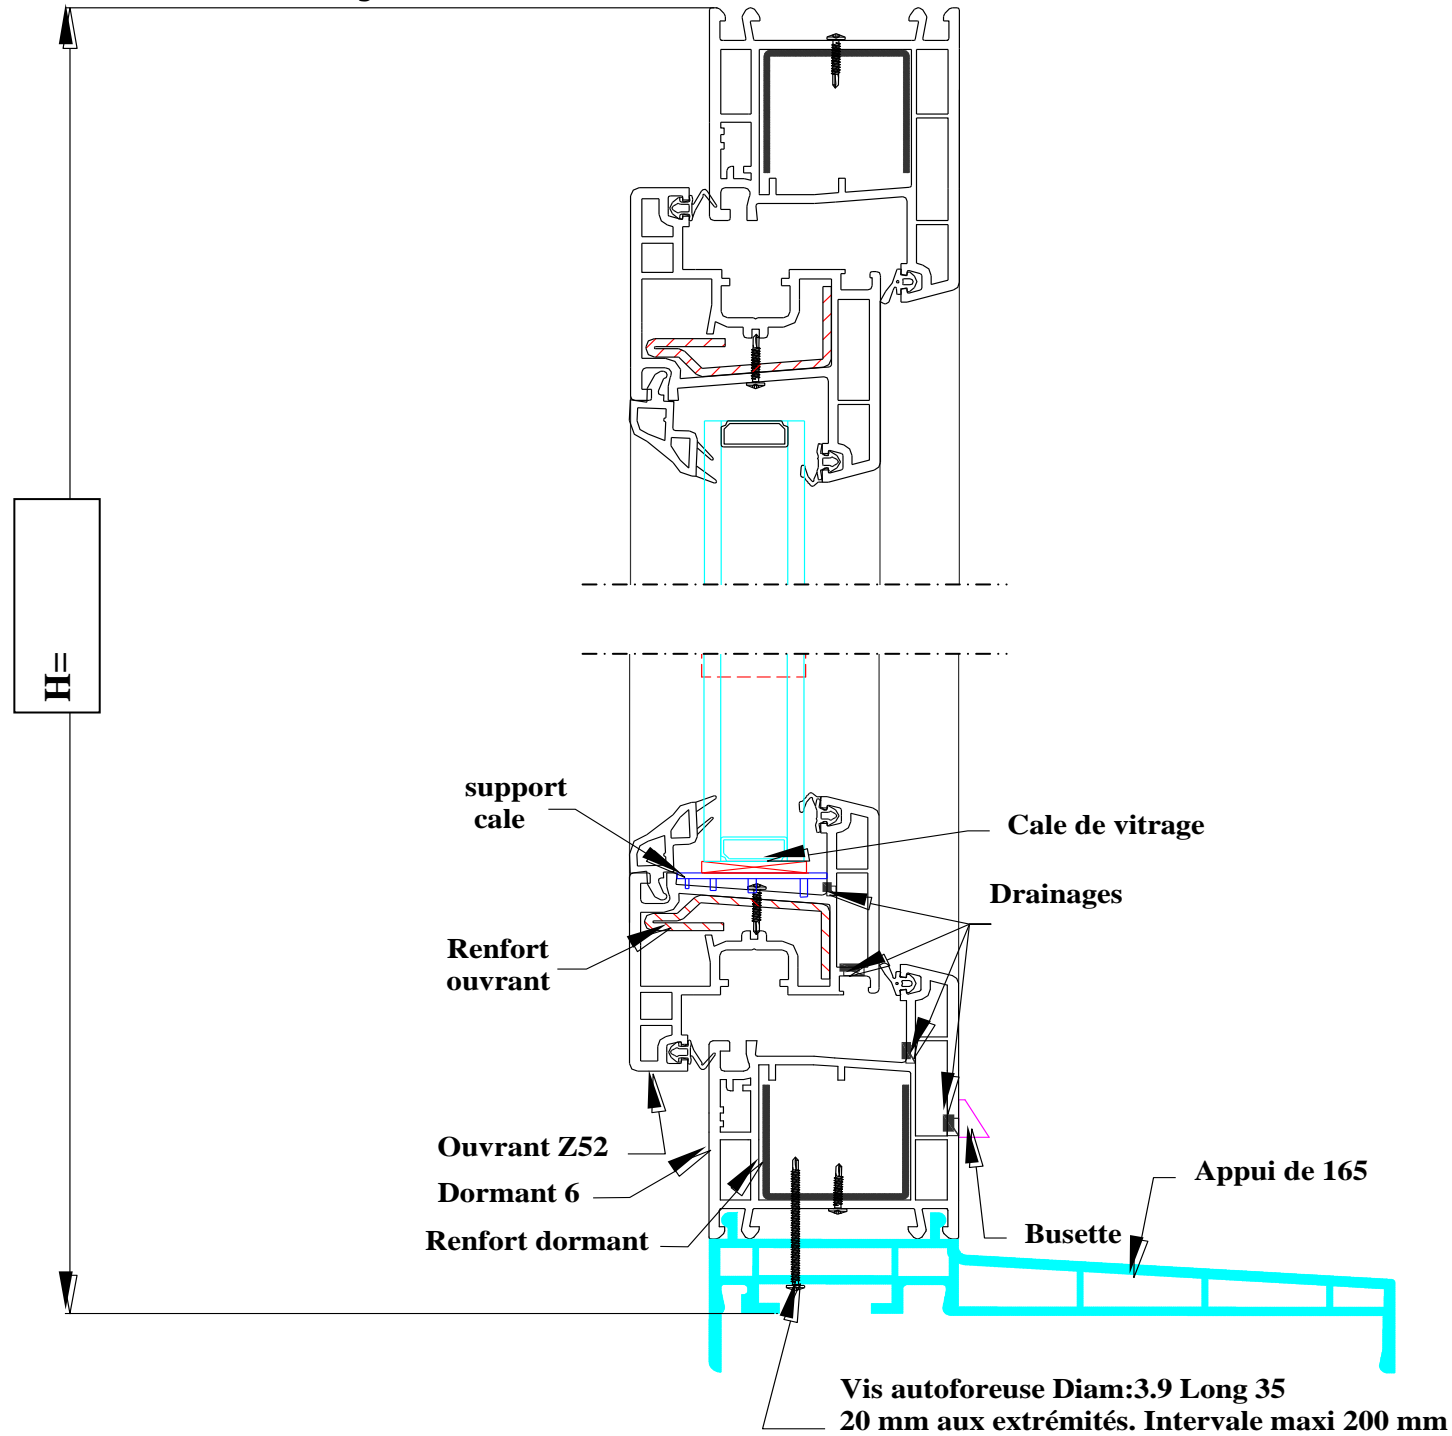 H=
support
cale
Cale de vitrage
Drainages
Renfort
ouvrant
Ouvrant Z52
Dormant 6
Renfort dormant
Appui de 165
Busette
Vis autoforeuse Diam:3.9 Long 35
20 mm aux extrémités. Intervale maxi 200 mm